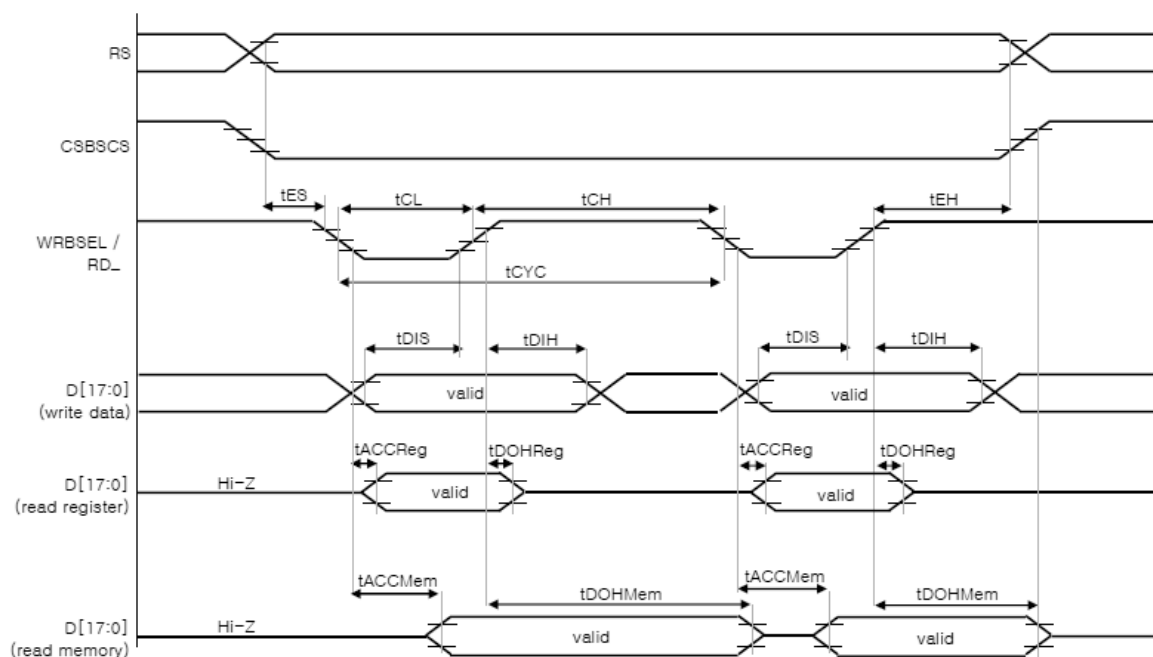 RS
CSBSCS
tES
tCL
tCH
tEH
WRBSEL /
RD_
tCYC
tDIS
tDIH
tDIS
tDIH
D[17:0]
(write data)
valid
valid
tACCReg
tDOHReg
tACCReg
tDOHReg
D[17:0]
(read register)
Hi-Z
valid
valid
tACCMem
tDOHMem
tACCMem
tDOHMem
D[17:0]
(read memory)
Hi-Z
valid
valid